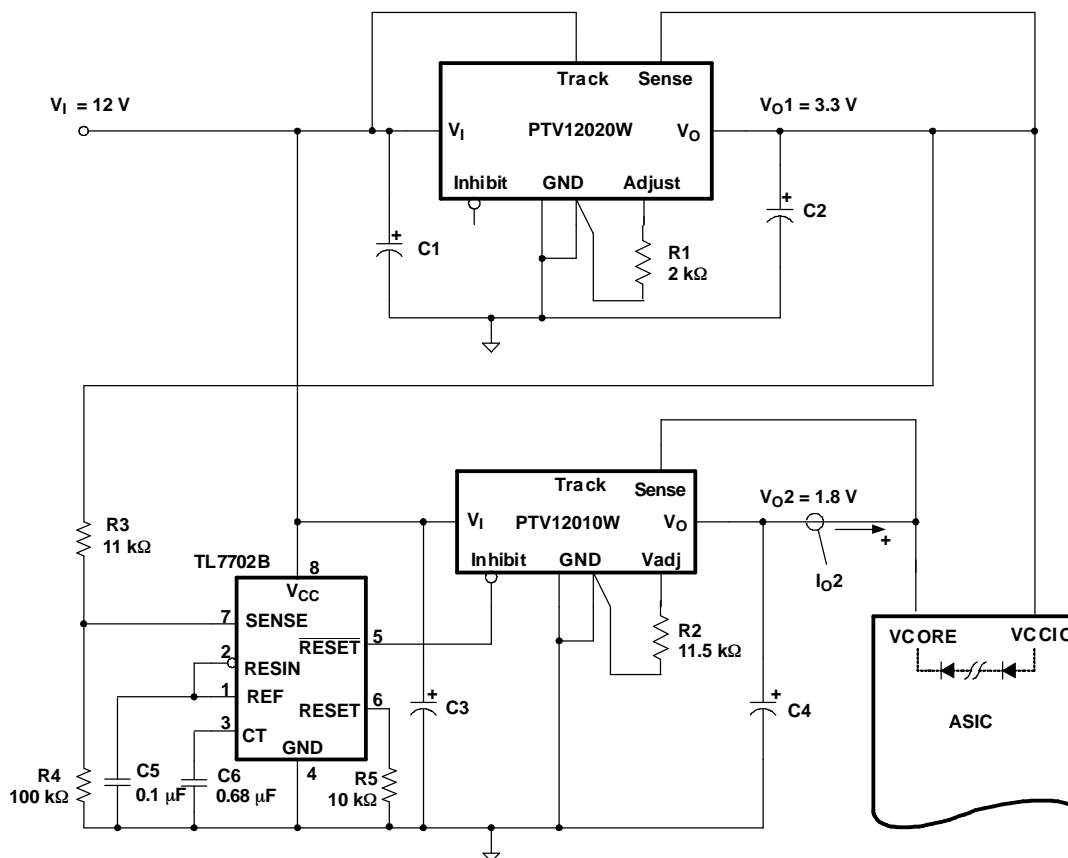 Track Sense
V_I = 12 V
V_O1 = 3.3 V
V_I PTV12020W V_O
Inhibit GND Adjust
C1
R1
2 kΩ
C2
Track Sense
V_O2 = 1.8 V
V_I PTV12010W V_O
Inhibit GND Vadj
I_O2
R3
11 kΩ
TL7702B
8
V_CC
7 SENSE
RESET 5
2 RESIN
1 REF
RESET 6
3 CT
GND
4
R2
11.5 kΩ
C3
C4
R4
100 kΩ
C5
0.1 μF
C6
0.68 μF
R5
10 kΩ
VCORE VCCIO
ASIC
+
+
+
+
+